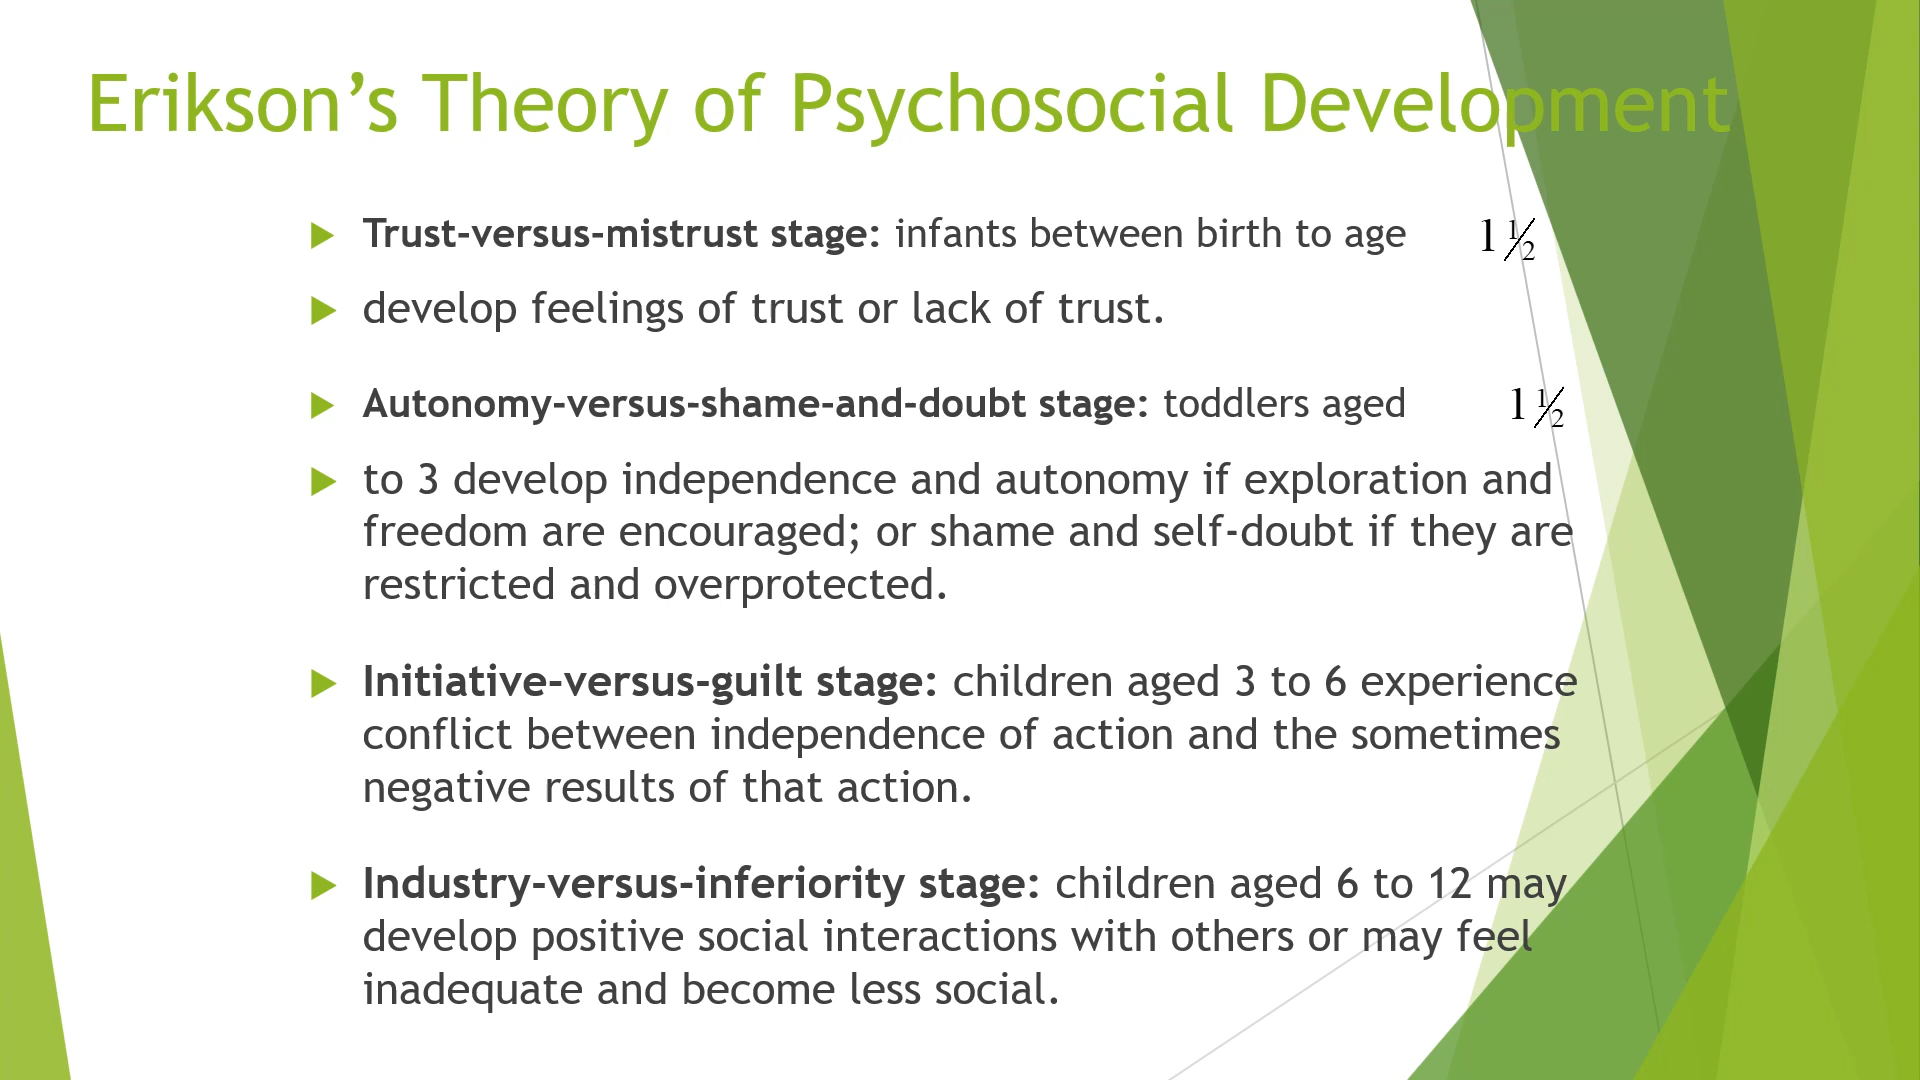 Erikson’s Theory of Psychosocial Development
Trust-versus-mistrust stage: infants between birth to age 1 1/2
develop feelings of trust or lack of trust.
Autonomy-versus-shame-and-doubt stage: toddlers aged 1 1/2
to 3 develop independence and autonomy if exploration and
freedom are encouraged; or shame and self-doubt if they are
restricted and overprotected.
Initiative-versus-guilt stage: children aged 3 to 6 experience
conflict between independence of action and the sometimes
negative results of that action.
Industry-versus-inferiority stage: children aged 6 to 12 may
develop positive social interactions with others or may feel
inadequate and become less social.